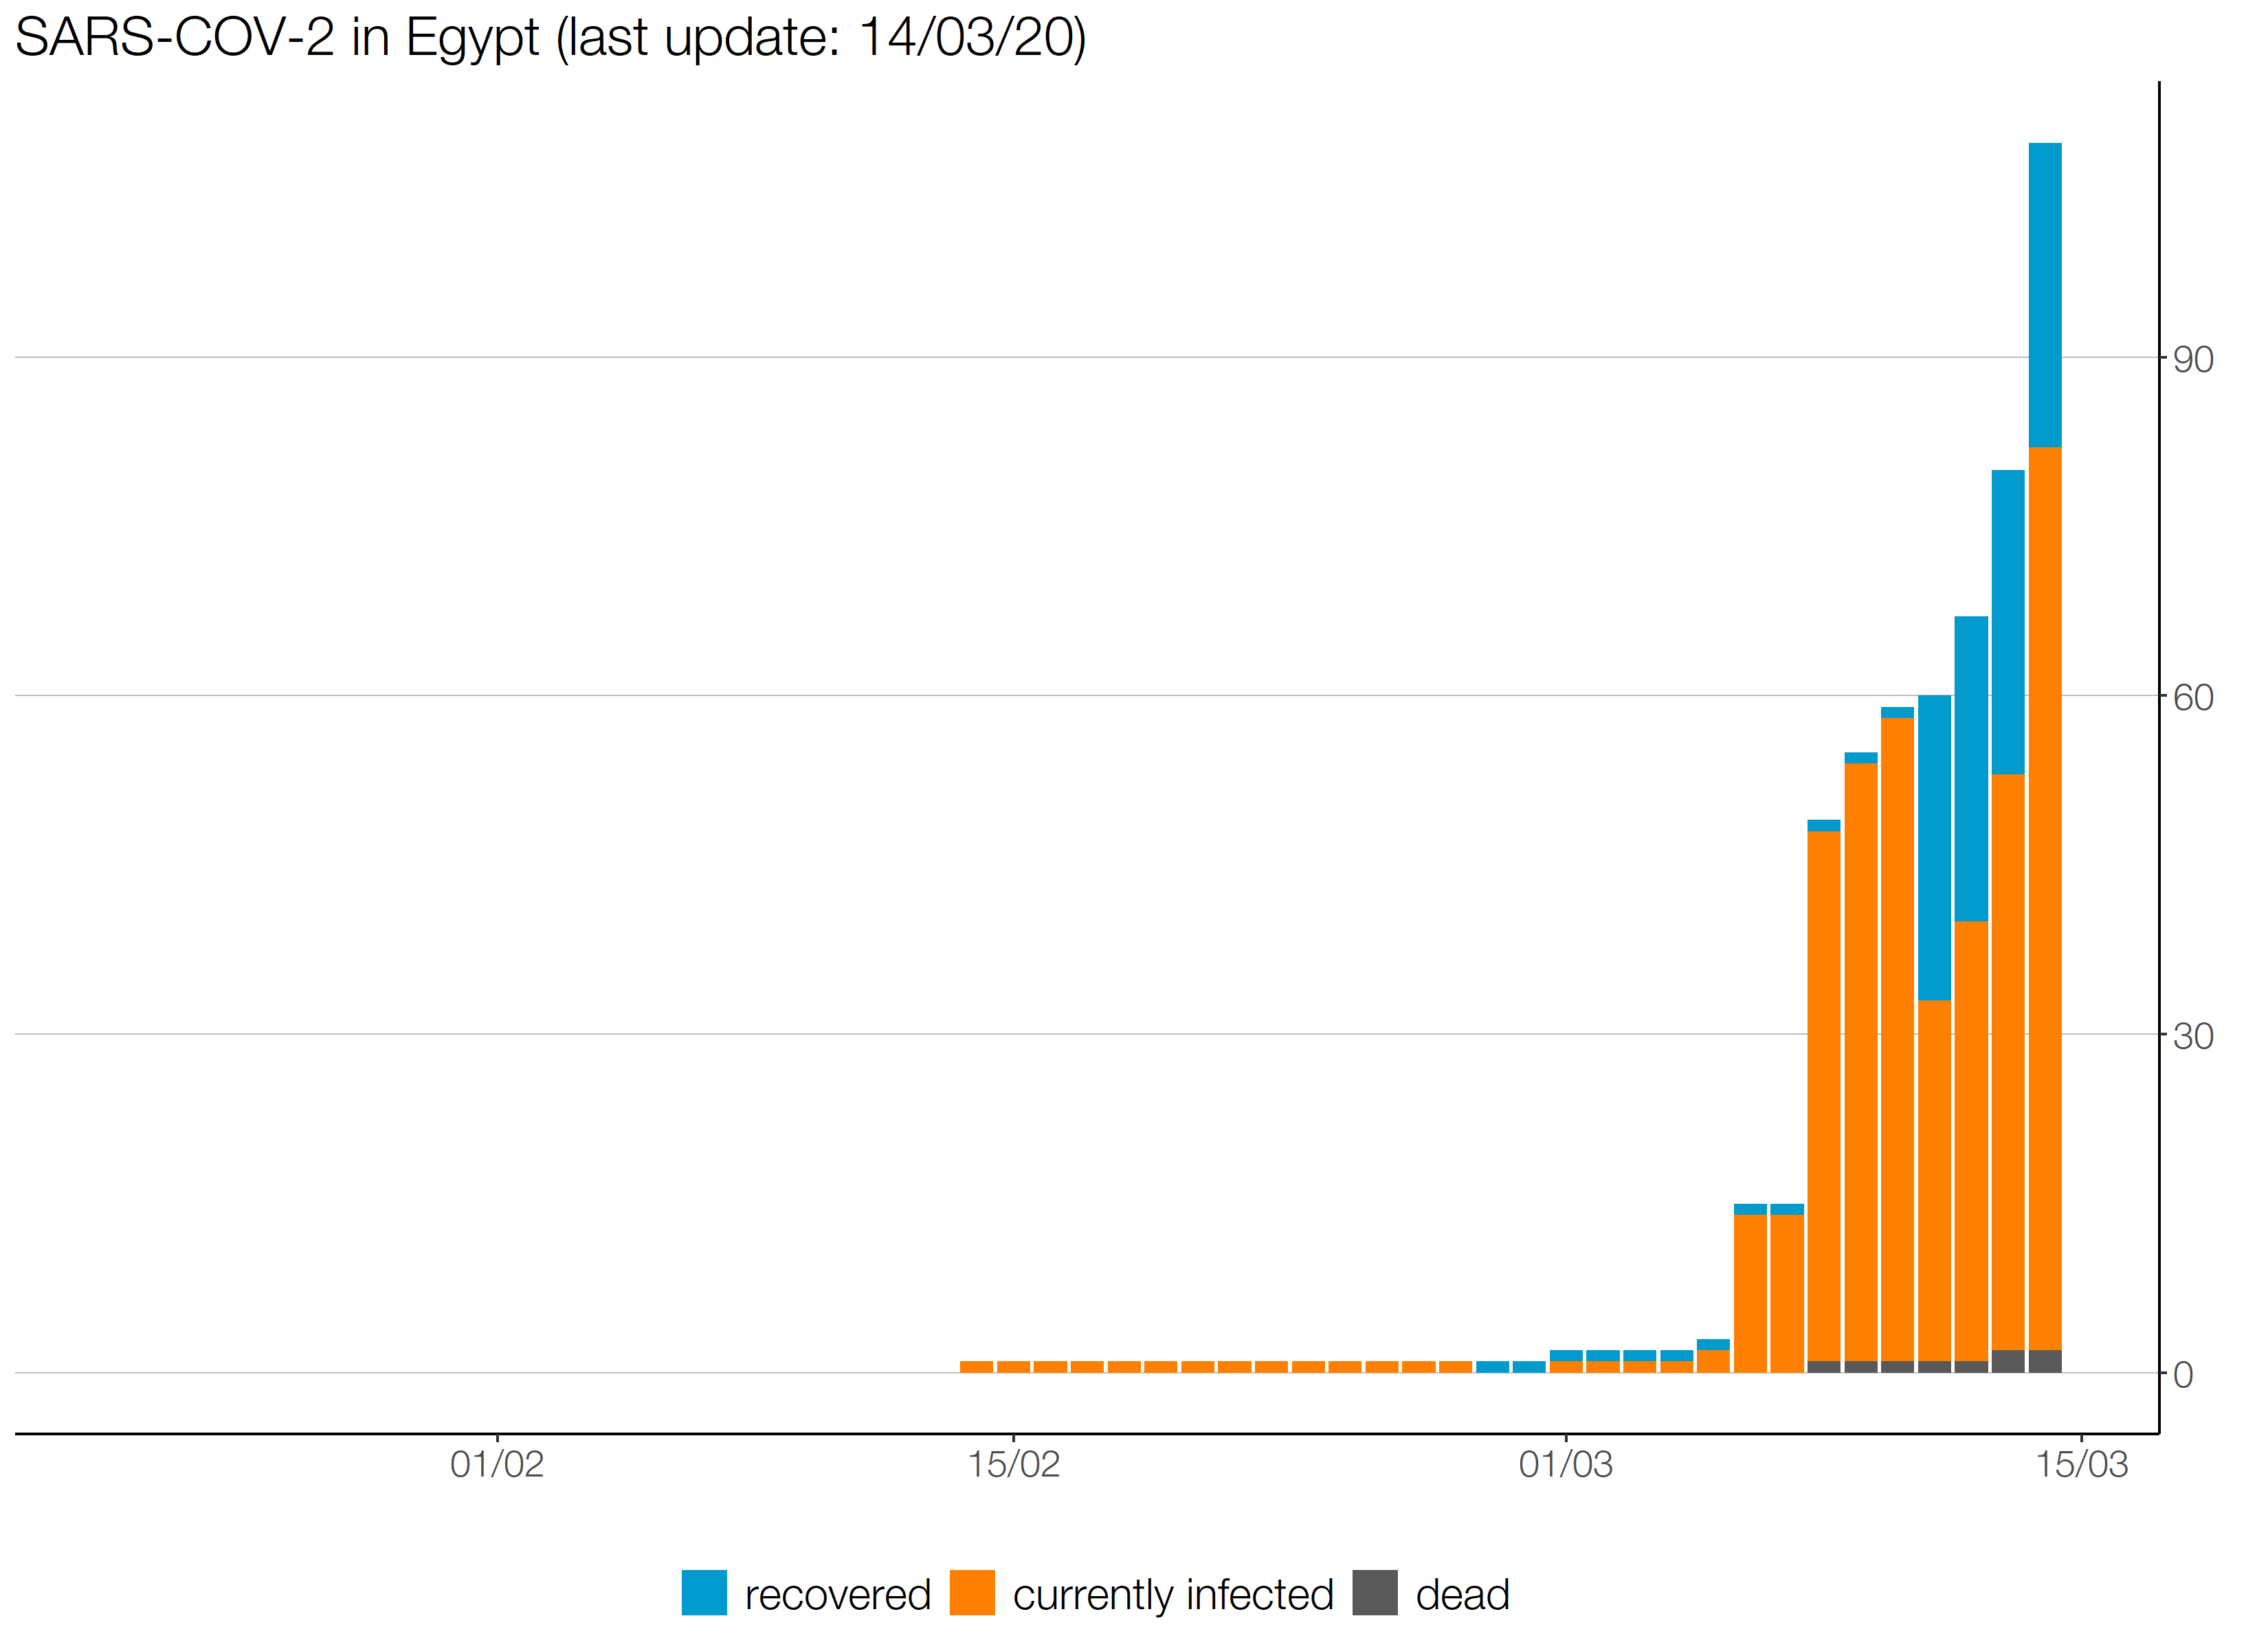 SARS-COV-2 in Egypt (last update: 14/03/20)
90
60
30
0
01/02 15/02 01/03 15/03
recovered currently infected dead